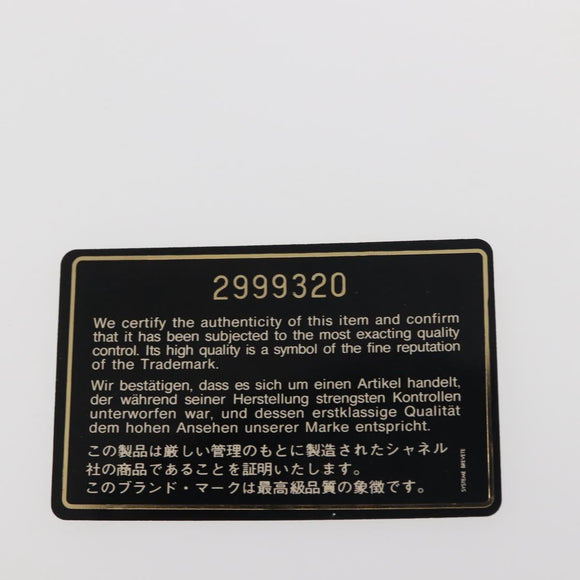 2999320
We certify the authenticity of this item and confirm
that it has been subjected to the most exacting quality
control. Its high quality is a symbol of the fine reputation
of the Trademark.
Wir bestätigen, dass es sich um einen Artikel handelt,
der während seiner Herstellung strengsten Kontrollen
unterworfen war, und dessen erstklassige Qualität
dem hohen Ansehen unserer Marke entspricht.
この製品は厳しい管理のもとに製造されたシャネル
社の商品であることを証明いたします。
このブランド・マークは最高級品質の象徴です。
SYSTEME BREVETE